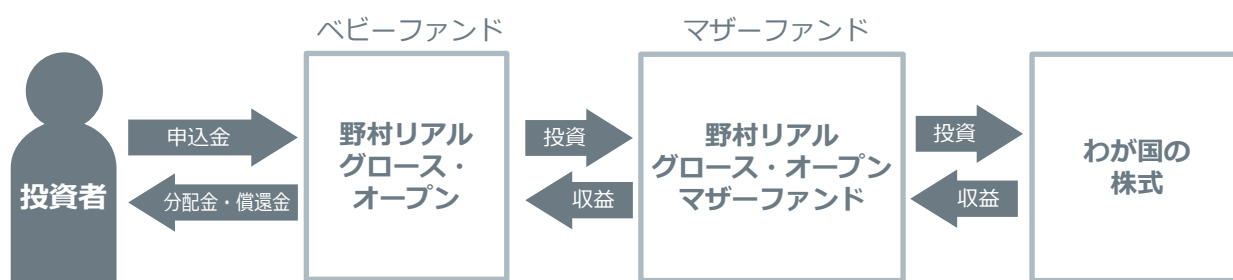 ベビーファンド
マザーファンド
投資者
申込金
分配金・償還金
野村リアル
グロース・
オープン
投資
収益
野村リアル
グロース・オープン
マザーファンド
投資
収益
わが国の
株式